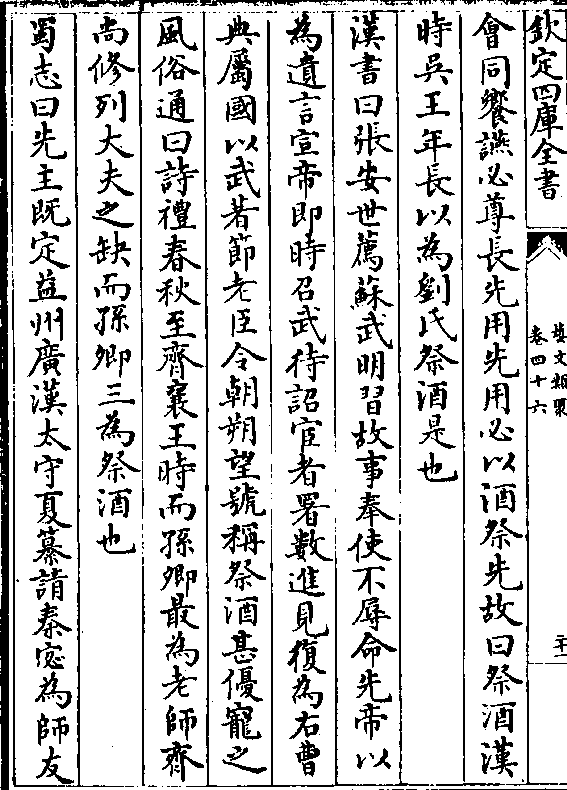 欽定四庫全書
藝文類聚
卷四十六
二十一
會同饗讌必尊長先用先用必以酒祭先故曰祭酒漢
時吳王年長以為劉氏祭酒是也
漢書曰張安世薦蘇武明習故事奉使不辱命先帝以
為遺言宣帝即時召武待詔宦者署數進見復為右曹
典屬國以武著節老臣令朝朔望號稱祭酒甚優寵之
風俗通曰詩禮春秋至齊襄王時而孫卿最為老師齊
尚修列大夫之缺而孫卿三為祭酒也
蜀志曰先主既定益州廣漢太守夏纂請秦宓為師友